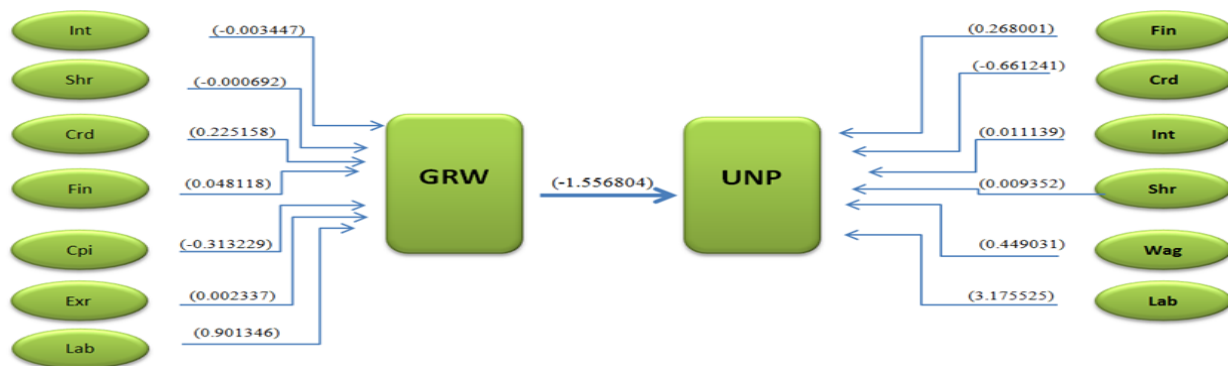 Int
(-0.003447)
Shr
(-0.000692)
Crd
(0.225158)
Fin
(0.048118)
Cpi
(-0.313229)
Exr
(0.002337)
Lab
(0.901346)
GRW
(-1.556804)
UNP
(0.268001)
Fin
(-0.661241)
Crd
(0.011139)
Int
(0.009352)
Shr
(0.449031)
Wag
(3.175525)
Lab